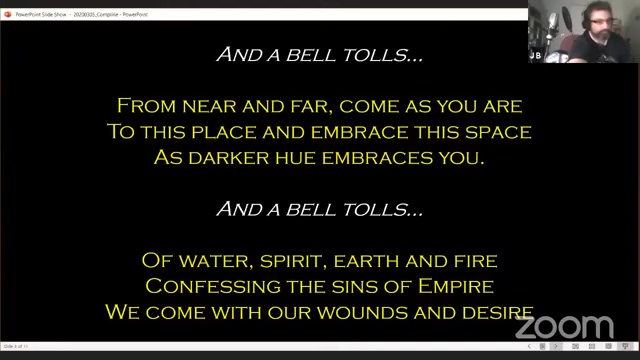 PowerPoint Slide Show - 20200305_Compline - PowerPoint
JB
AND A BELL TOLLS...
FROM NEAR AND FAR, COME AS YOU ARE
TO THIS PLACE AND EMBRACE THIS SPACE
AS DARKER HUE EMBRACES YOU.
AND A BELL TOLLS...
OF WATER, SPIRIT, EARTH AND FIRE
CONFESSING THE SINS OF EMPIRE
WE COME WITH OUR WOUNDS AND DESIRE
zoom